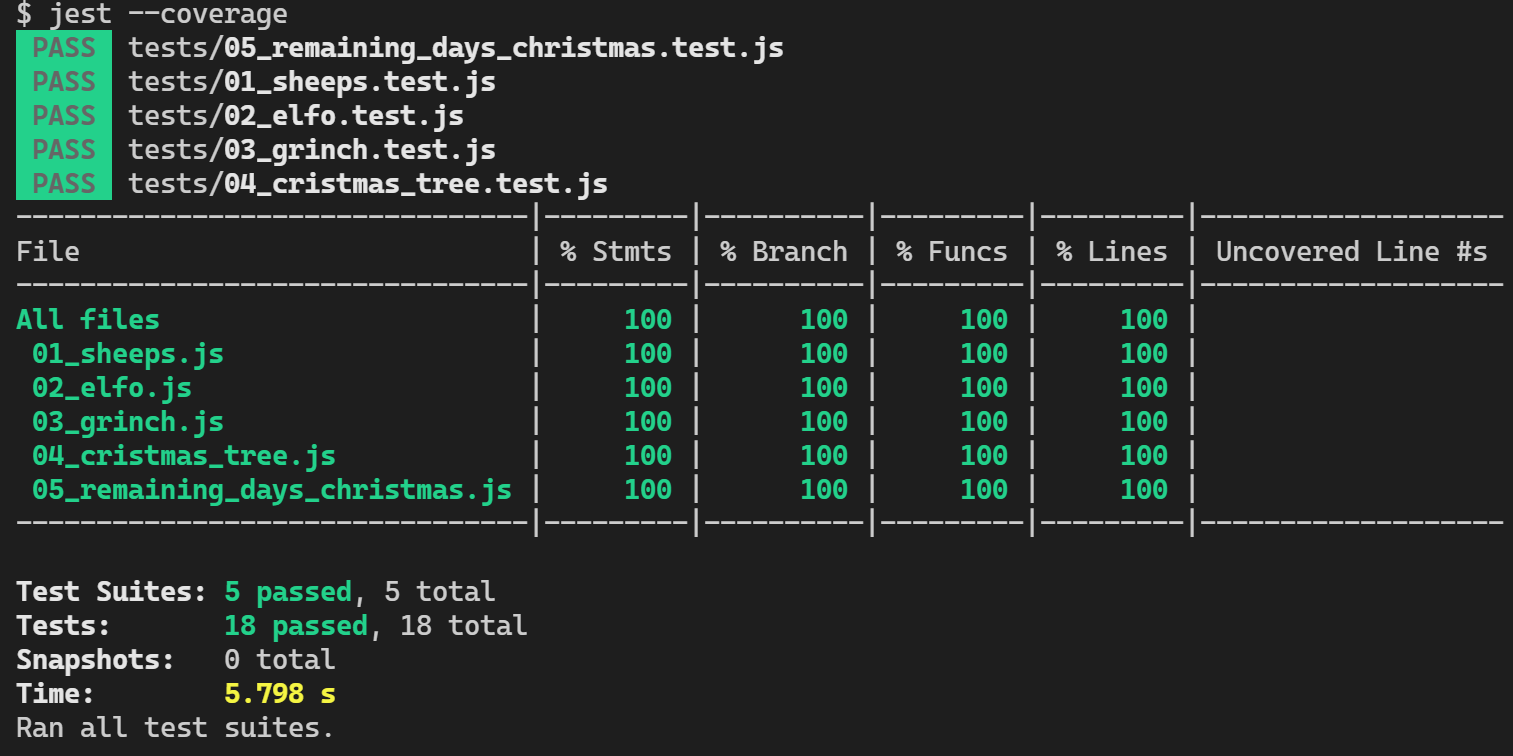 $ jest --coverage
PASS tests/05_remaining_days_christmas.test.js
PASS tests/01_sheeps.test.js
PASS tests/02_elfo.test.js
PASS tests/03_grinch.test.js
PASS tests/04_cristmas_tree.test.js
--------------------------------|---------|----------|---------|---------|-------------------
File                            | % Stmts | % Branch | % Funcs | % Lines | Uncovered Line #s
--------------------------------|---------|----------|---------|---------|-------------------
All files                       |     100 |      100 |     100 |     100 |
 01_sheeps.js                   |     100 |      100 |     100 |     100 |
 02_elfo.js                     |     100 |      100 |     100 |     100 |
 03_grinch.js                   |     100 |      100 |     100 |     100 |
 04_cristmas_tree.js            |     100 |      100 |     100 |     100 |
 05_remaining_days_christmas.js |     100 |      100 |     100 |     100 |
--------------------------------|---------|----------|---------|---------|-------------------
Test Suites: 5 passed, 5 total
Tests:       18 passed, 18 total
Snapshots:   0 total
Time:        5.798 s
Ran all test suites.